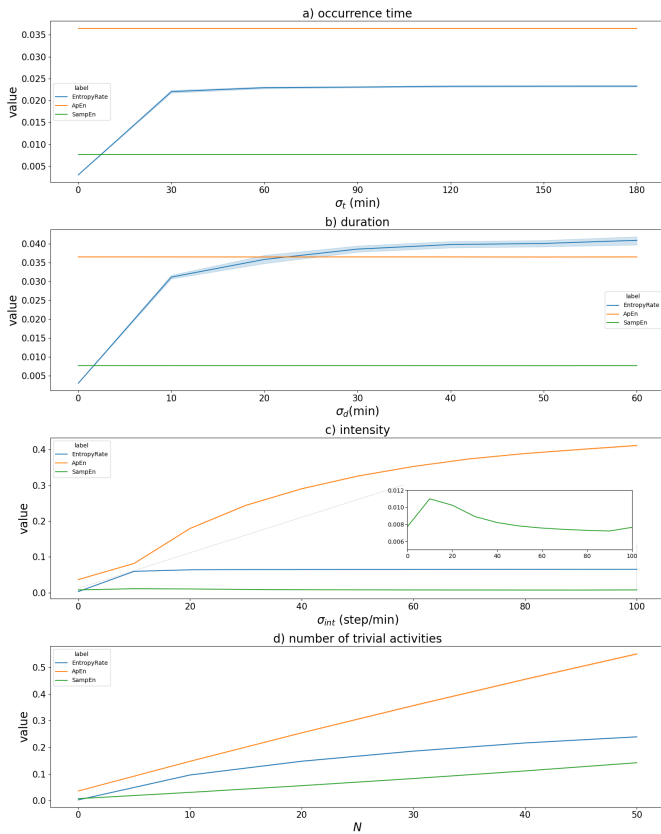 a) occurrence time
0.035
0.030
0.025
0.020
0.015
0.010
0.005
value
label
EntropyRate
ApEn
SampEn
0 30 60 90 120 150 180
σt (min)
b) duration
0.040
0.035
0.030
0.025
0.020
0.015
0.010
0.005
value
label
EntropyRate
ApEn
SampEn
0 10 20 30 40 50 60
σd(min)
c) intensity
0.4
0.3
0.2
0.1
0.0
value
label
EntropyRate
ApEn
SampEn
0.012
0.010
0.008
0.006
0 20 40 60 80 100
0 20 40 60 80 100
σint (step/min)
d) number of trivial activities
0.5
0.4
0.3
0.2
0.1
0.0
value
label
EntropyRate
ApEn
SampEn
0 10 20 30 40 50
N